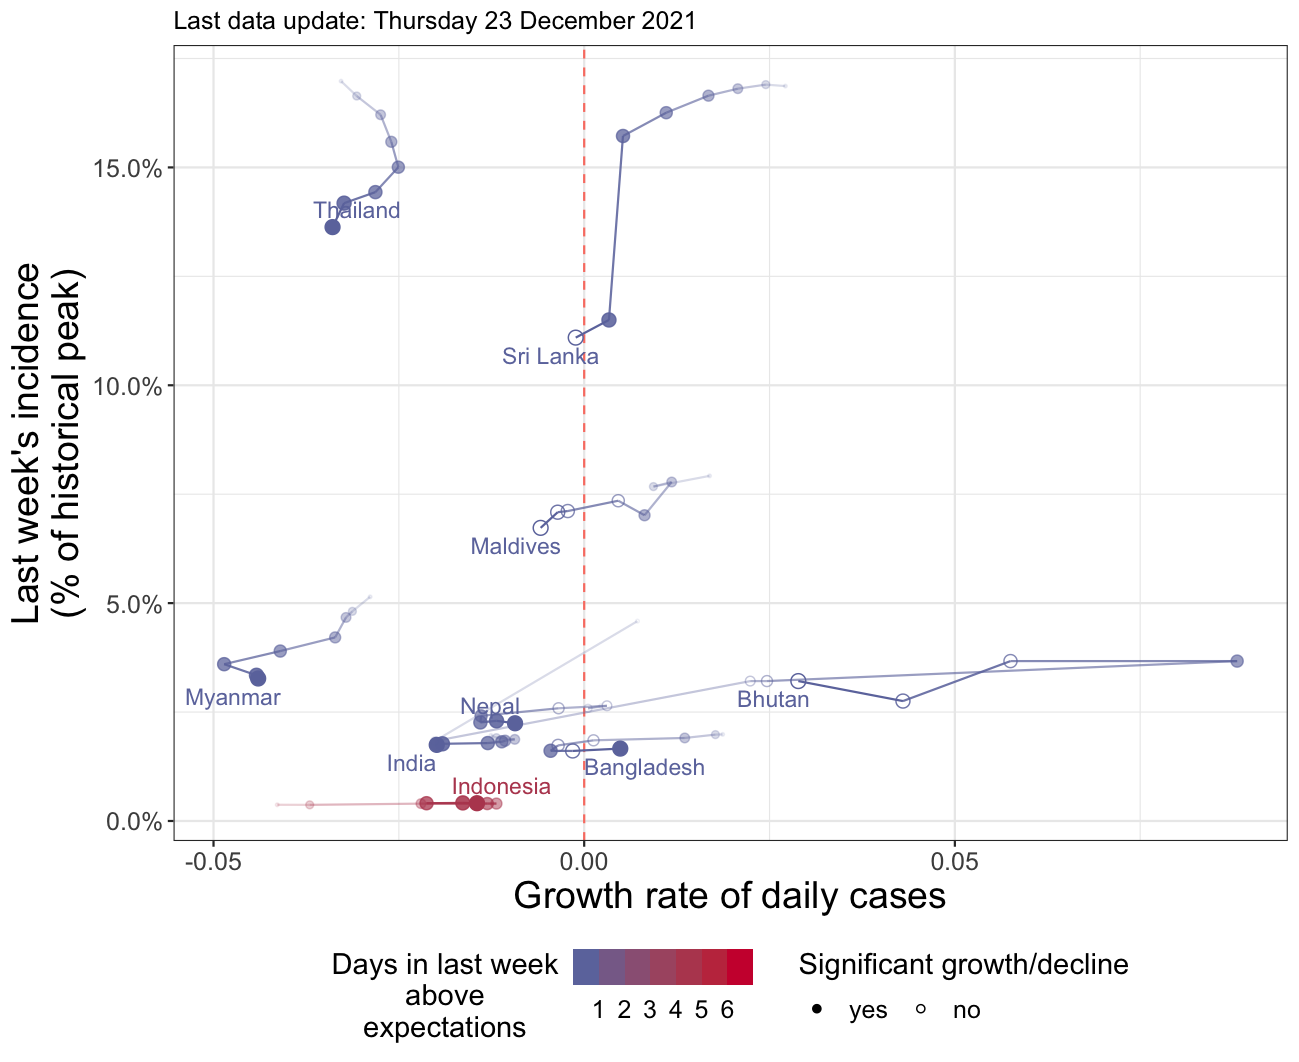 Last data update: Thursday 23 December 2021
Last week's incidence
(% of historical peak)
15.0%
10.0%
5.0%
0.0%
Thailand
Sri Lanka
Maldives
Myanmar
Nepal
Bhutan
India
Bangladesh
Indonesia
-0.05
0.00
0.05
Growth rate of daily cases
Days in last week
above
expectations
1 2 3 4 5 6
Significant growth/decline
yes no